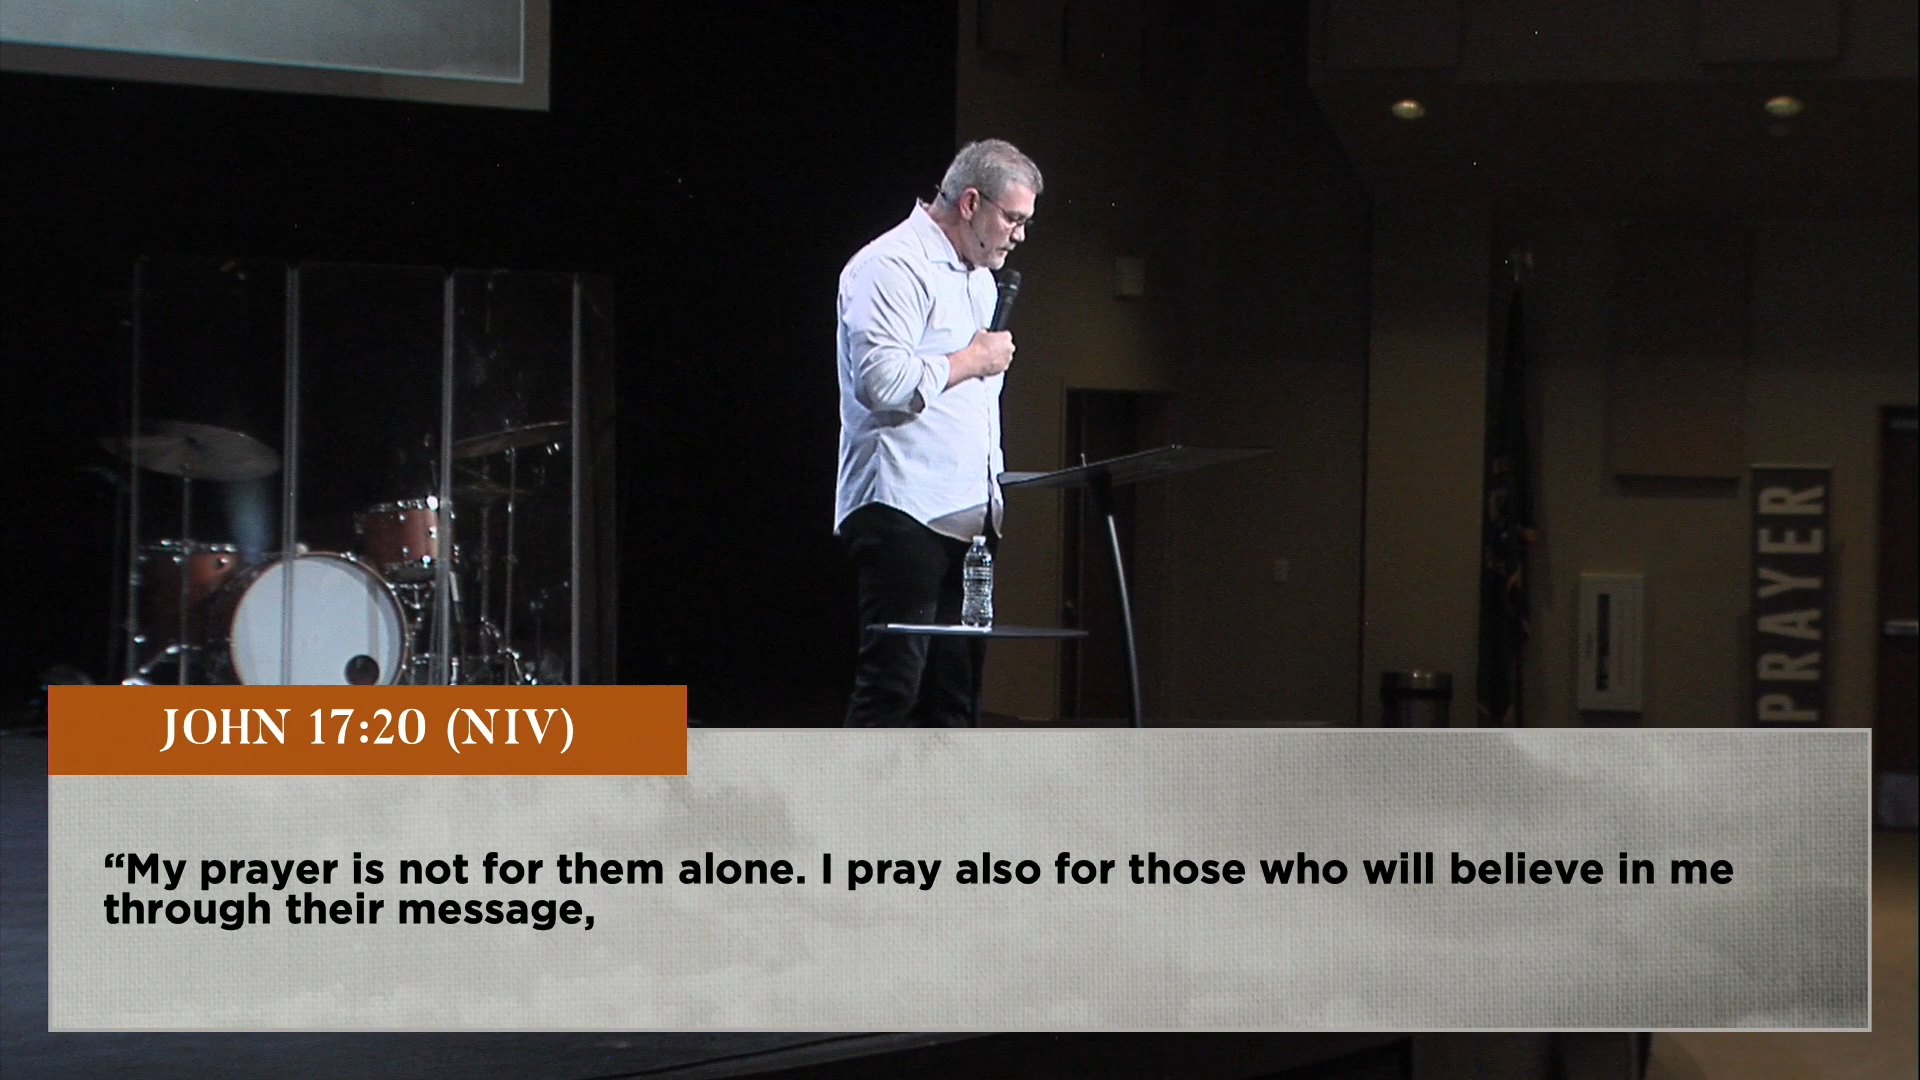 PRAYER
JOHN 17:20 (NIV)
“My prayer is not for them alone. I pray also for those who will believe in me
through their message,